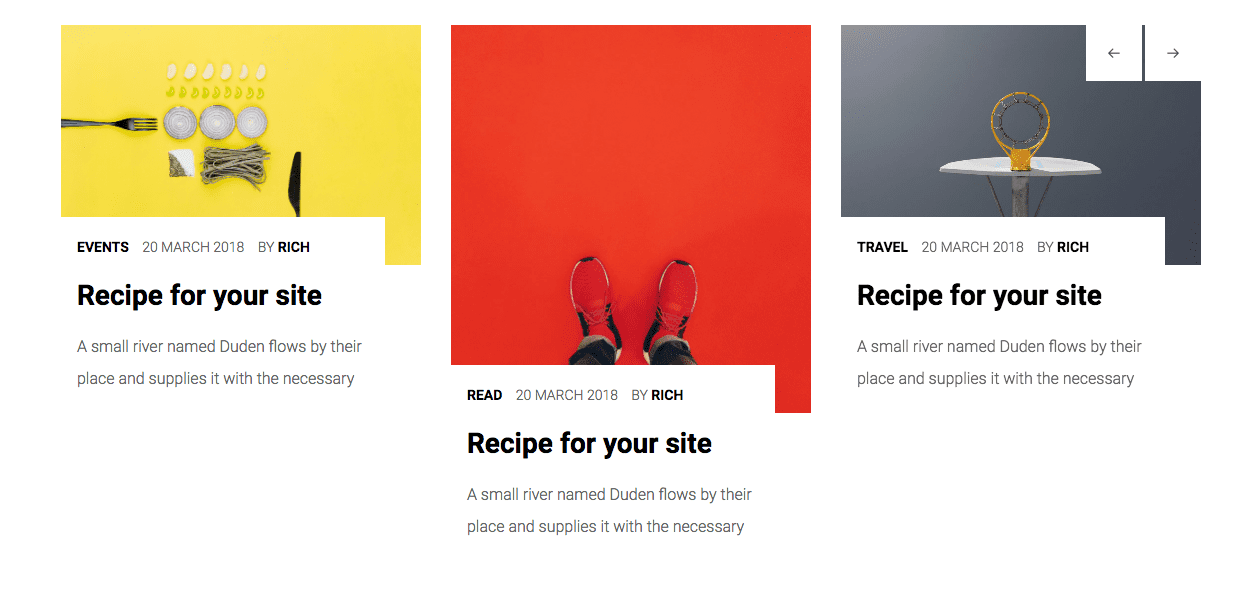 EVENTS 20 MARCH 2018 BY RICH
Recipe for your site
A small river named Duden flows by their
place and supplies it with the necessary
READ 20 MARCH 2018 BY RICH
Recipe for your site
A small river named Duden flows by their
place and supplies it with the necessary
TRAVEL 20 MARCH 2018 BY RICH
Recipe for your site
A small river named Duden flows by their
place and supplies it with the necessary